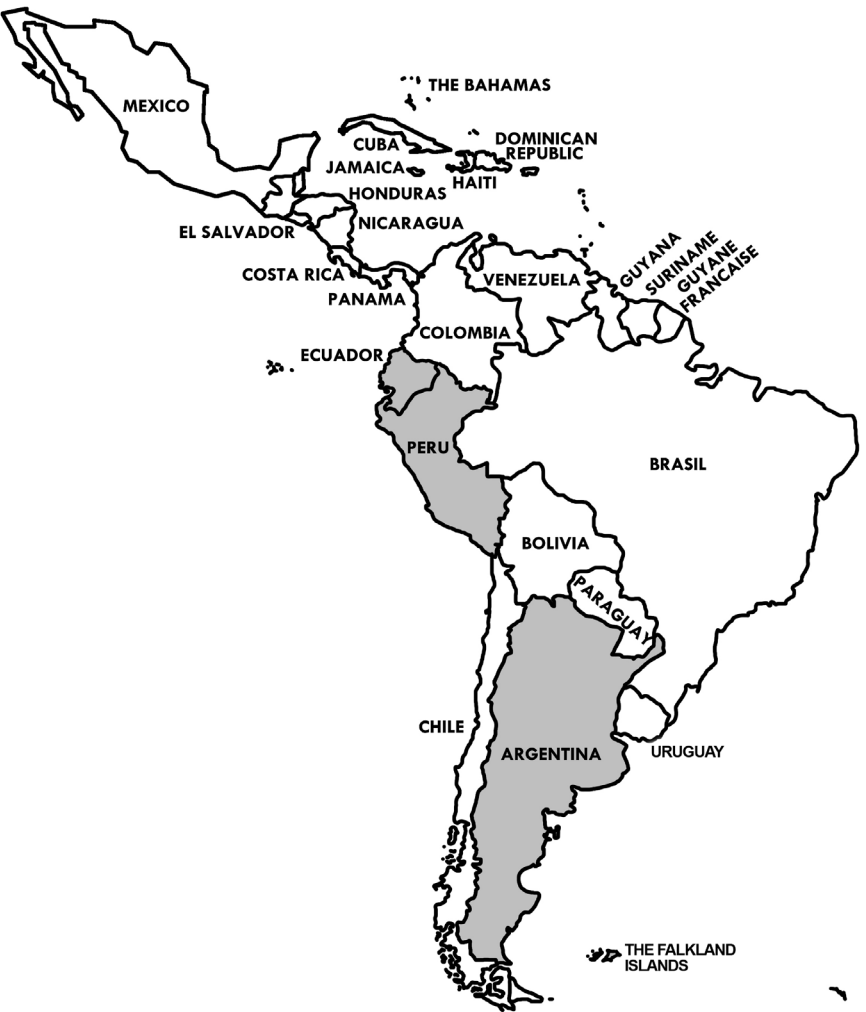 THE BAHAMAS
MEXICO
CUBA
DOMINICAN
REPUBLIC
JAMAICA
HAITI
HONDURAS
NICARAGUA
EL SALVADOR
COSTA RICA
PANAMA
VENEZUELA
GUYANA
SURINAME
GUYANE
FRANCAISE
COLOMBIA
ECUADOR
PERU
BRASIL
BOLIVIA
PARAGUAY
CHILE
ARGENTINA
URUGUAY
THE FALKLAND
ISLANDS